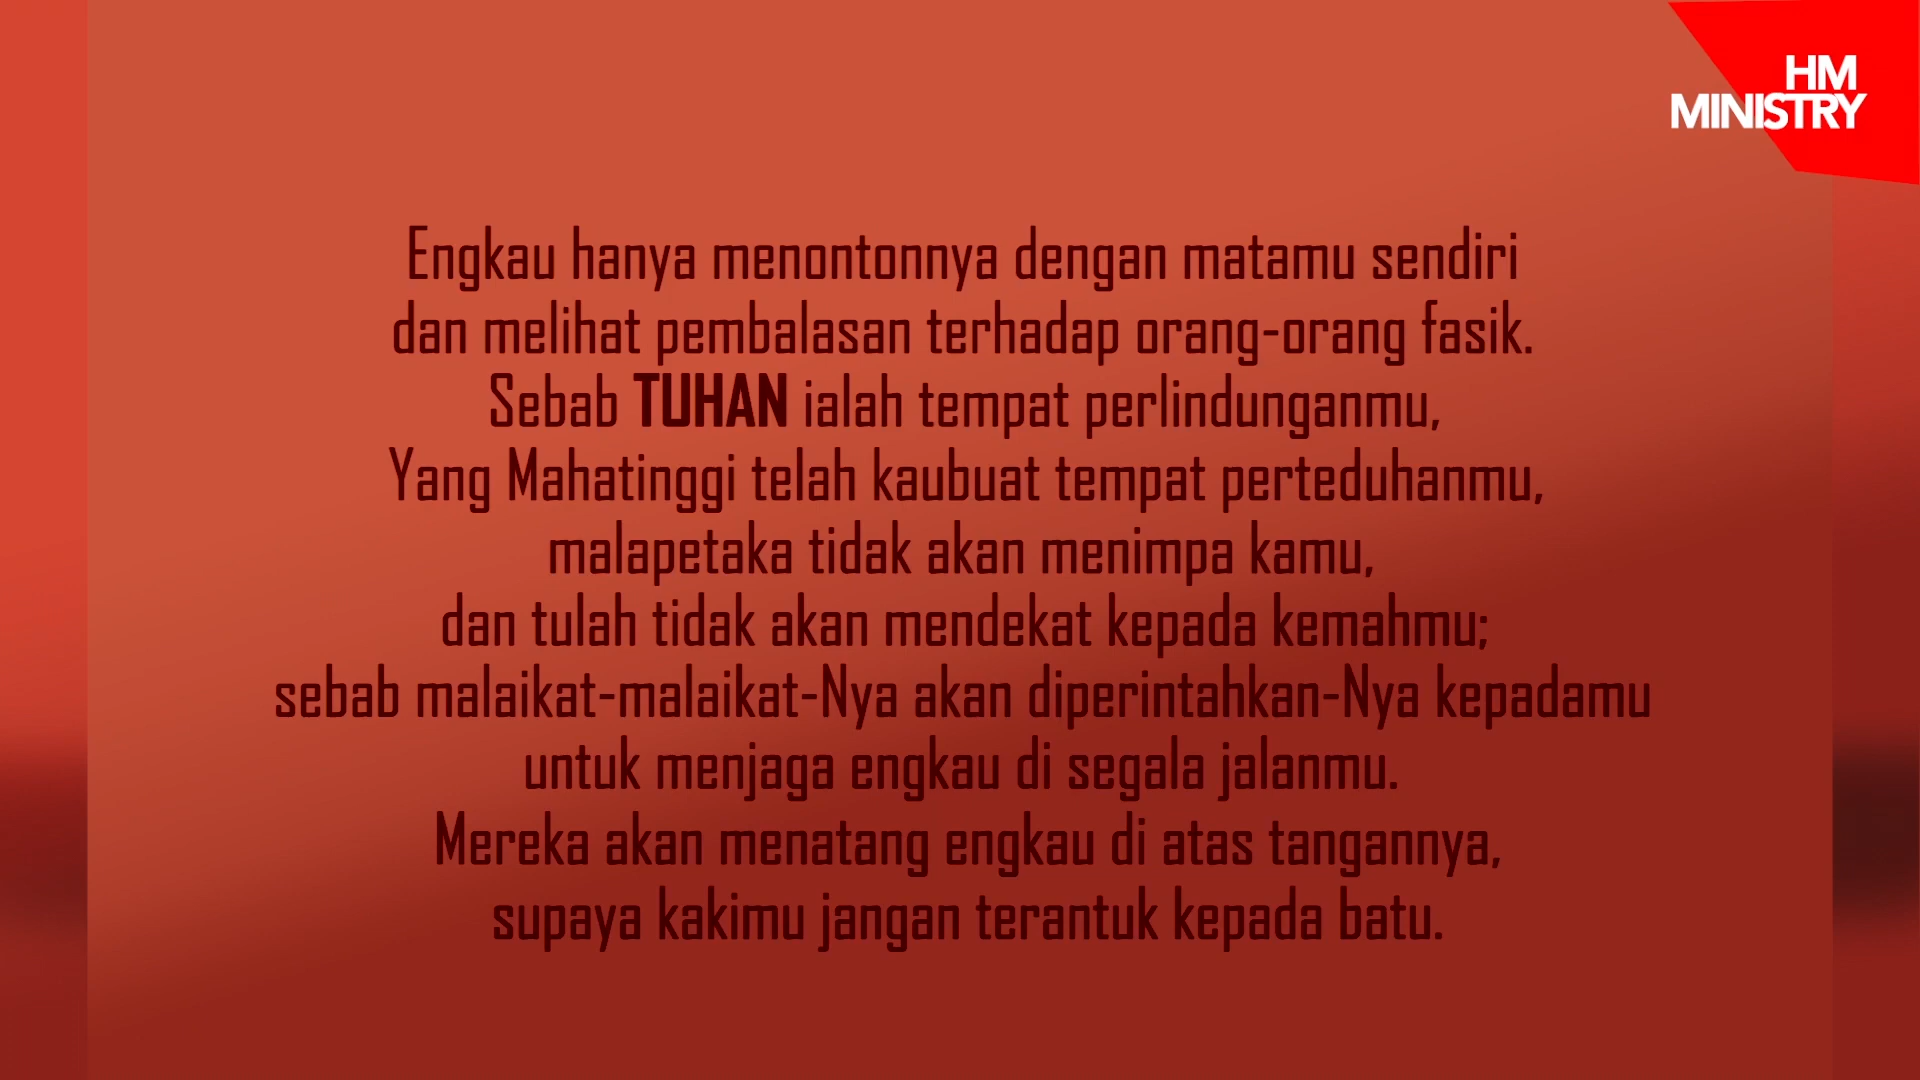 HM
MINISTRY
Engkau hanya menontonnya dengan matamu sendiri
dan melihat pembalasan terhadap orang-orang fasik.
Sebab TUHAN ialah tempat perlindunganmu,
Yang Mahatinggi telah kaubuat tempat perteduhanmu,
malapetaka tidak akan menimpa kamu,
dan tulah tidak akan mendekat kepada kemahmu;
sebab malaikat-malaikat-Nya akan diperintahkan-Nya kepadamu
untuk menjaga engkau di segala jalanmu.
Mereka akan menatang engkau di atas tangannya,
supaya kakimu jangan terantuk kepada batu.